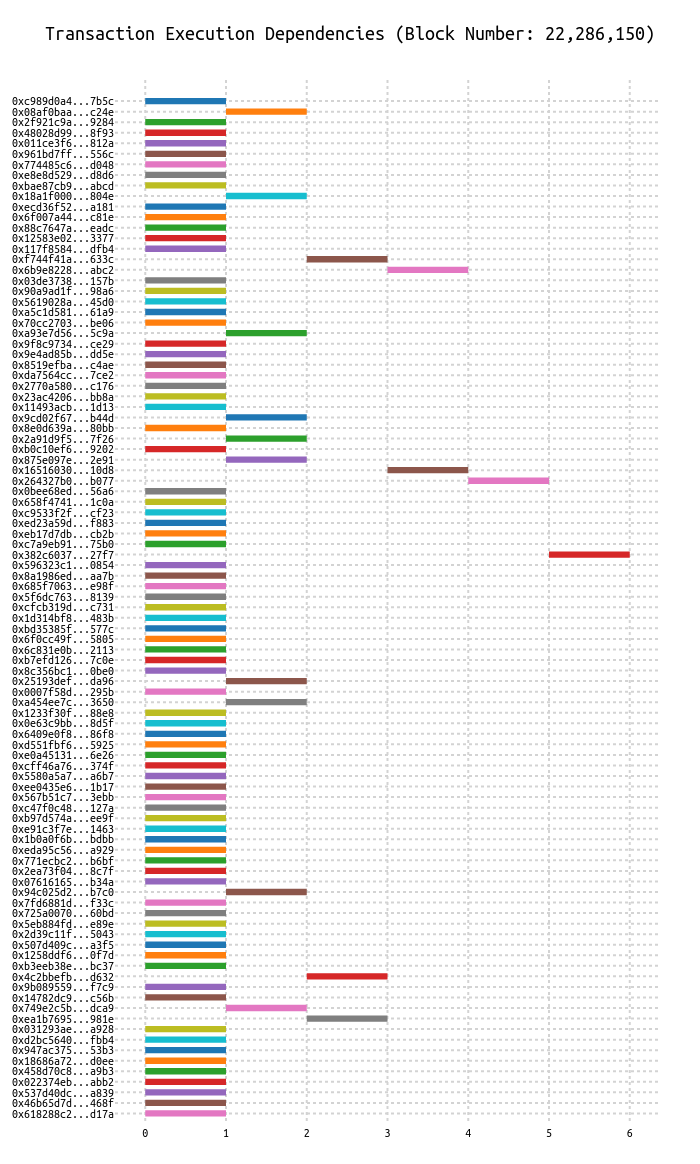 Transaction Execution Dependencies (Block Number: 22,286,150)
0xc989d0a4...7b5c
0x08af0baa...c24e
0x2f921c9a...9284
0x48028d99...8f93
0x011ce3f6...812a
0x961bd7ff...556c
0x774485c6...d048
0xe8e8d529...d8d6
0xbae87cb9...abcd
0x18a1f000...804e
0xecd36f52...a181
0x6f007a44...c81e
0x88c7647a...eadc
0x12583e02...3377
0x117f8584...dfb4
0xf744f41a...633c
0x6b9e8228...abc2
0x03de3738...157b
0x90a9ad1f...98a6
0x5619028a...45d0
0xa5c1d581...61a9
0x70cc2703...be06
0xa93e7d56...5c9a
0x9f8c9734...ce29
0x9e4ad85b...dd5e
0x8519efba...c4ae
0xda7564cc...7ce2
0x2770a580...c176
0x23ac4206...bb8a
0x11493acb...1d13
0x9cd02f67...b44d
0x8e0d639a...80bb
0x2a91d9f5...7f26
0xb0c10ef6...9202
0x875e097e...2e91
0x16516030...10d8
0x264327b0...b077
0x0bee68ed...56a6
0x658f4741...1c0a
0xc9533f2f...cf23
0xed23a59d...f883
0xeb17d7db...cb2b
0xc7a9eb91...75b0
0x382c6037...27f7
0x596323c1...0854
0x8a1986ed...aa7b
0x685f7063...e98f
0x5f6dc763...8139
0xcfcb319d...c731
0x1d314bf8...483b
0xbd35385f...577c
0x6f0cc49f...5805
0x6c831e0b...2113
0xb7efd126...7c0e
0x8c356bc1...0be0
0x25193def...da96
0x0007f58d...295b
0xa454ee7c...3650
0x1233f30f...88e8
0x0e63c9bb...8d5f
0x6409e0f8...86f8
0xd551fbf6...5925
0xe0a45131...6e26
0xcff46a76...374f
0x5580a5a7...a6b7
0xee0435e6...1b17
0x567b51c7...3ebb
0xc47f0c48...127a
0xb97d574a...ee9f
0xe91c3f7e...1463
0x1b0a0f6b...bdbb
0xeda95c56...a929
0x771ecbc2...b6bf
0x2ea73f04...8c7f
0x07616165...b34a
0x94c025d2...b7c0
0x7fd6881d...f33c
0x725a0070...60bd
0x5eb884fd...e89e
0x2d39c11f...5043
0x507d409c...a3f5
0x1258ddf6...0f7d
0xb3eeb38e...bc37
0x4c2bbefb...d632
0x9b089559...f7c9
0x14782dc9...c56b
0x749e2c5b...dca9
0xea1b7695...981e
0x031293ae...a928
0xd2bc5640...fbb4
0x947ac375...53b3
0x18686a72...d0ee
0x458d70c8...a9b3
0x022374eb...abb2
0x537d40dc...a839
0x46b65d7d...468f
0x618288c2...d17a
0 1 2 3 4 5 6